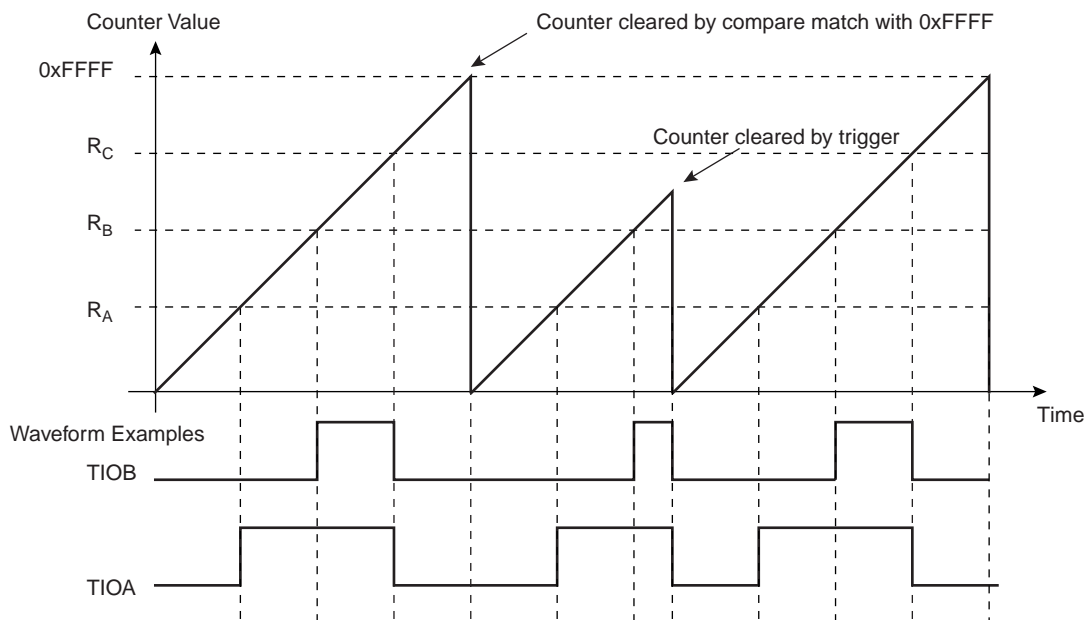 Counter Value
Counter cleared by compare match with 0xFFFF
0xFFFF
RC
Counter cleared by trigger
RB
RA
Time
Waveform Examples
TIOB
TIOA